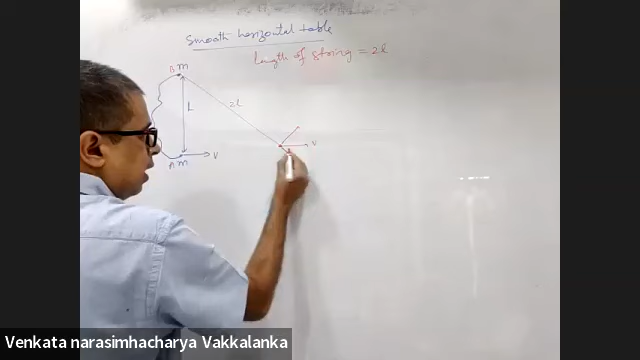 Smooth horizontal table
length of string = 2l
B m
L
2l
V
A m
V
Venkata narasimhacharya Vakkalanka